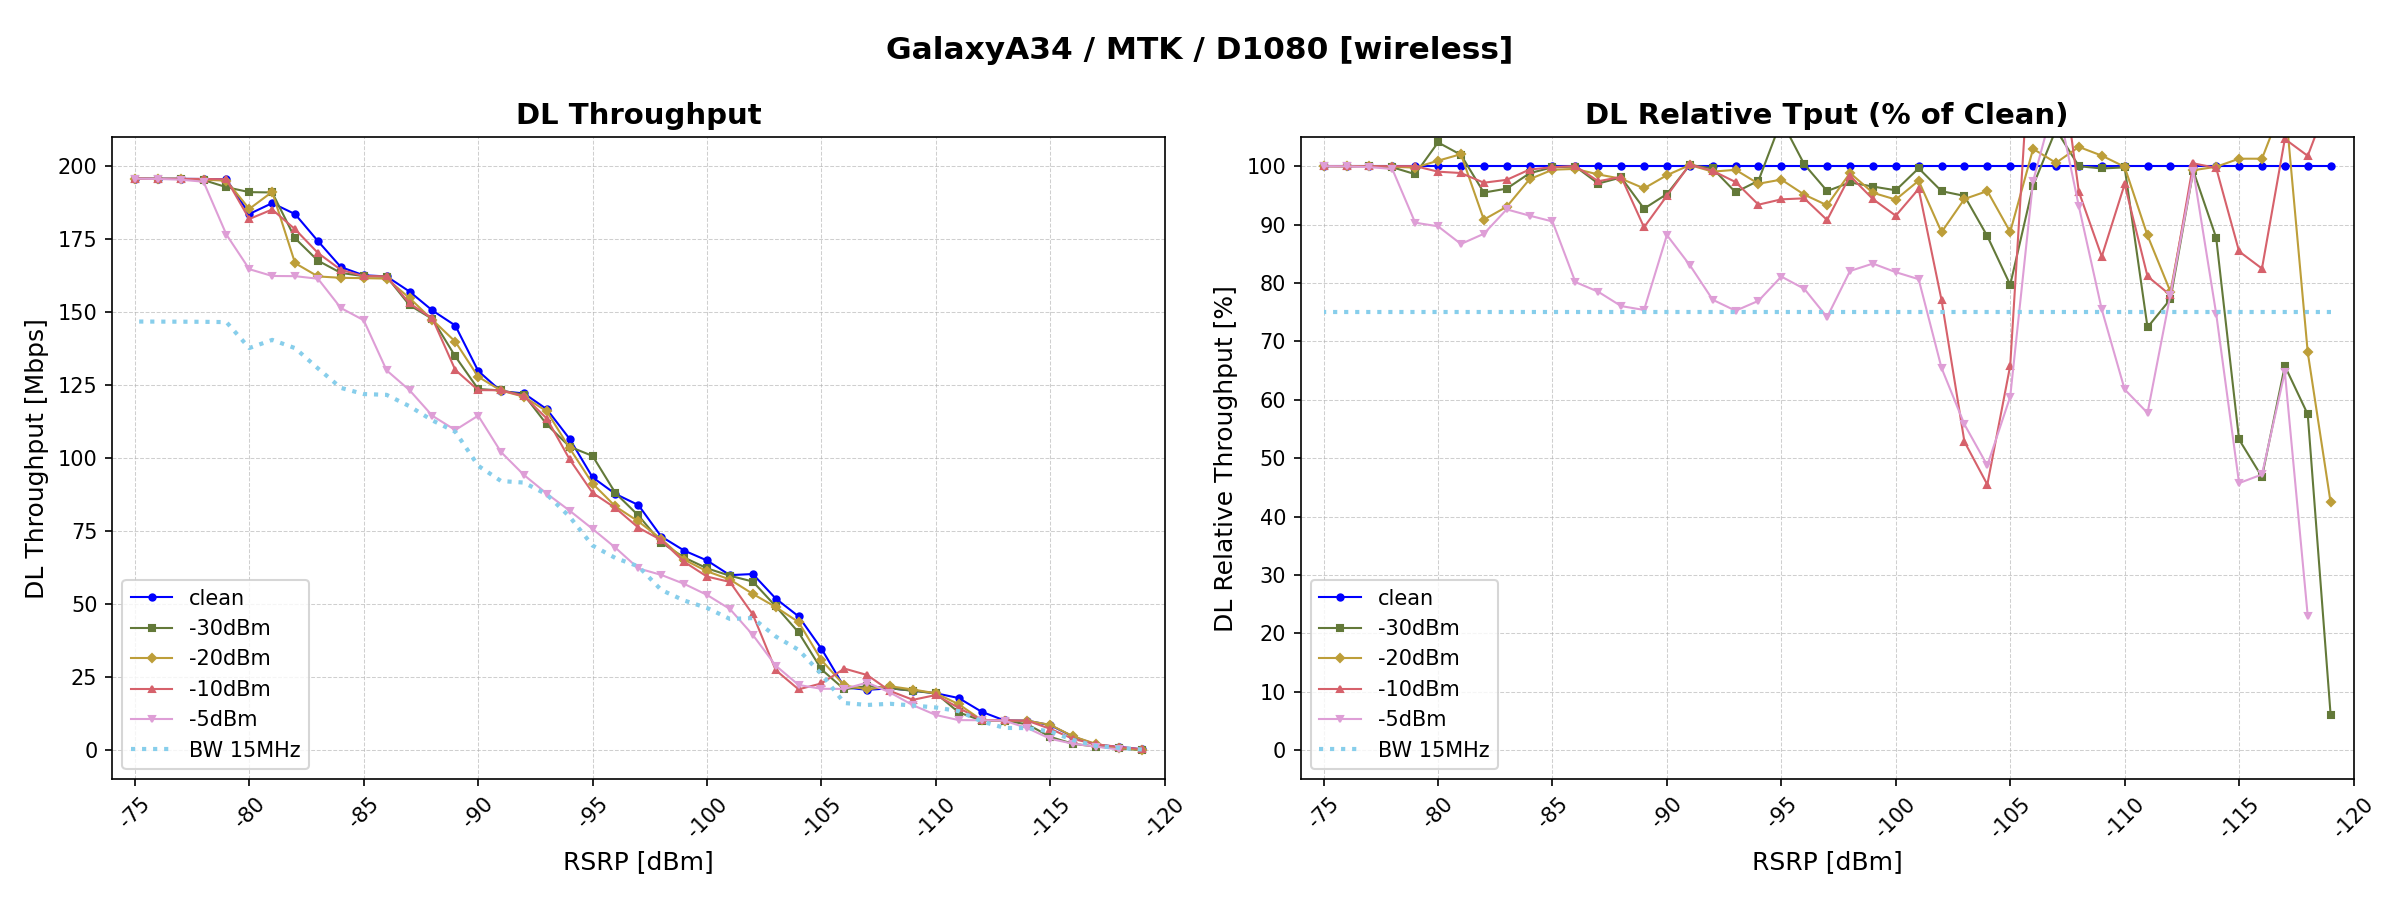 GalaxyA34 / MTK / D1080 [wireless]
DL Throughput
DL Throughput [Mbps]
200
175
150
125
100
75
50
25
0
clean
-30dBm
-20dBm
-10dBm
-5dBm
BW 15MHz
-75
-80
-85
-90
-95
-100
-105
-110
-115
-120
RSRP [dBm]
DL Relative Tput (% of Clean)
DL Relative Throughput [%]
100
90
80
70
60
50
40
30
20
10
0
clean
-30dBm
-20dBm
-10dBm
-5dBm
BW 15MHz
-75
-80
-85
-90
-95
-100
-105
-110
-115
-120
RSRP [dBm]